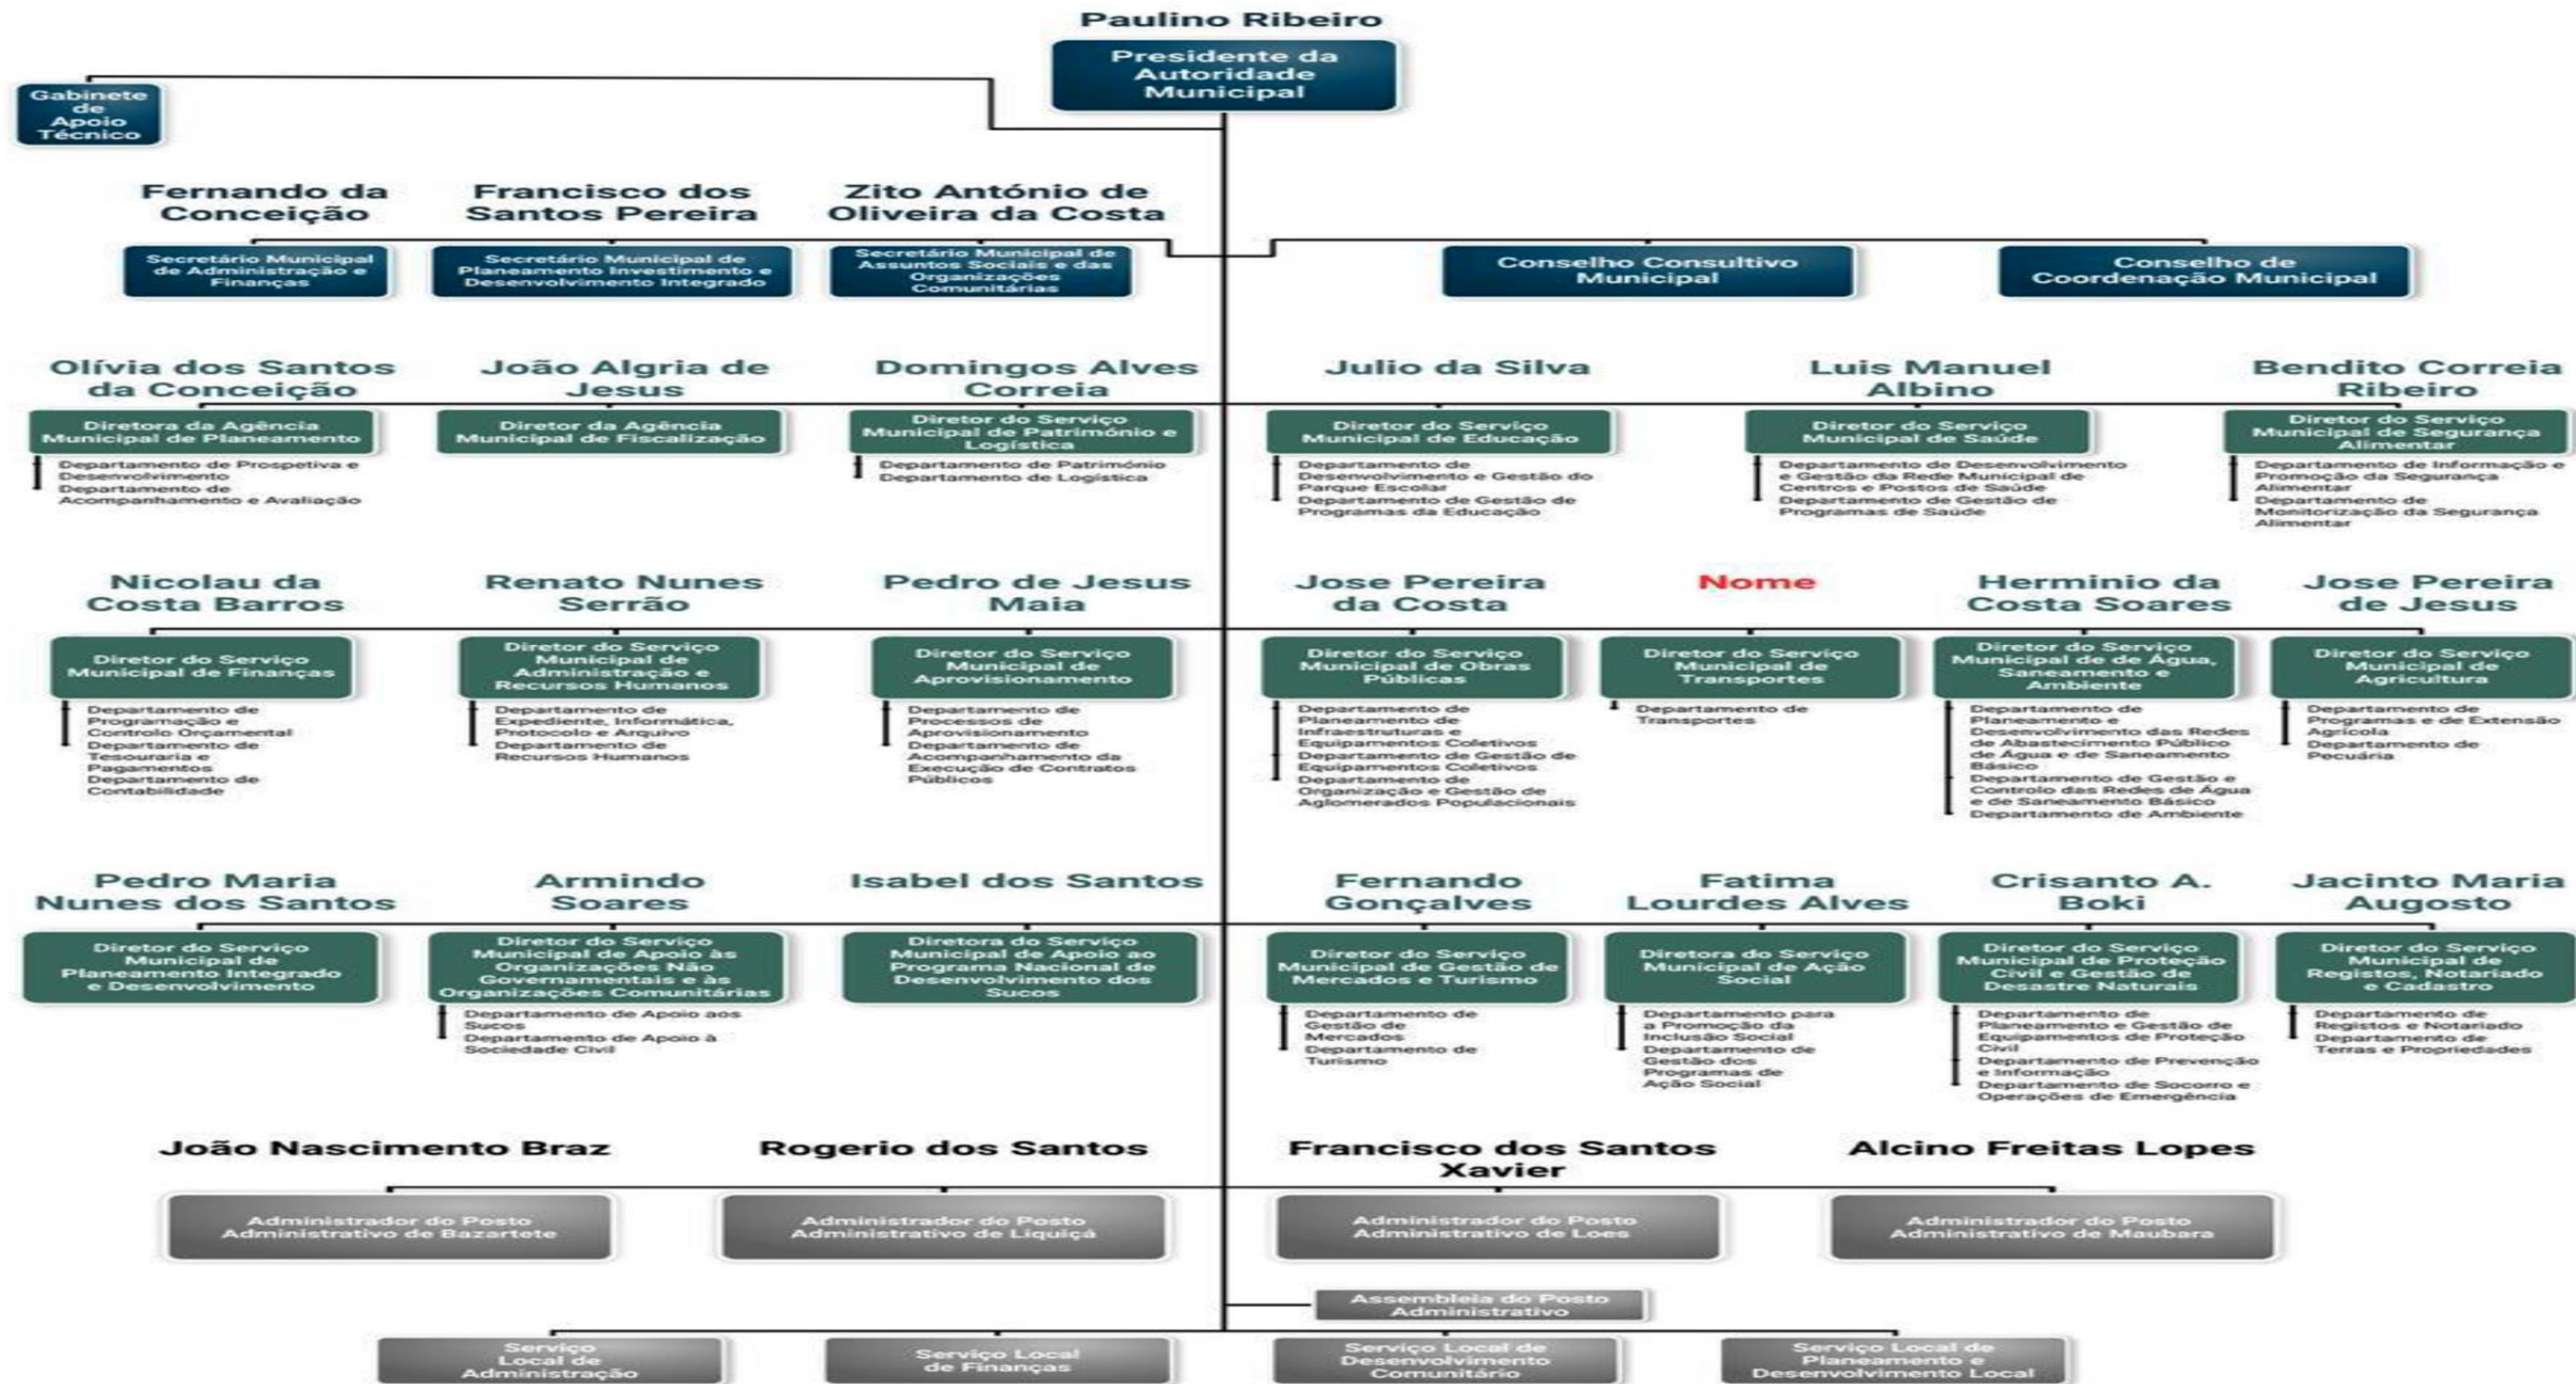 Paulino Ribeiro
Presidente da
Autoridade
Municipal
Gabinete
de
Apoio
Técnico
Fernando da
Conceição
Secretário Municipal
de Administração e
Finanças
Francisco dos
Santos Pereira
Secretário Municipal de
Planeamento Investimento e
Desenvolvimento Integrado
Zito António de
Oliveira da Costa
Secretário Municipal de
Assuntos Sociais e das
Organizações
Comunitárias
Conselho Consultivo
Municipal
Conselho de
Coordenação Municipal
Olívia dos Santos
da Conceição
Diretora da Agência
Municipal de Planeamento
Departamento de Prospetiva e
Desenvolvimento
Departamento de
Acompanhamento e Avaliação
João Algria de
Jesus
Diretor da Agência
Municipal de Fiscalização
Domingos Alves
Correia
Diretor do Serviço
Municipal de Património e
Logística
Departamento de Património
Departamento de Logística
Julio da Silva
Diretor do Serviço
Municipal de Educação
Departamento de
Desenvolvimento e Gestão do
Parque Escolar
Departamento de Gestão de
Programas da Educação
Luis Manuel
Albino
Diretor do Serviço
Municipal de Saúde
Departamento de Desenvolvimento
e Gestão da Rede Municipal de
Centros e Postos de Saúde
Departamento de Gestão de
Programas de Saúde
Bendito Correia
Ribeiro
Diretor do Serviço
Municipal de Segurança
Alimentar
Departamento de Informação e
Promoção da Segurança
Alimentar
Departamento de
Monitorização da Segurança
Alimentar
Nicolau da
Costa Barros
Diretor do Serviço
Municipal de Finanças
Departamento de
Programação e
Controlo Orçamental
Departamento de
Tesouraria e
Pagamentos
Departamento de
Contabilidade
Renato Nunes
Serrão
Diretor do Serviço
Municipal de
Administração e
Recursos Humanos
Departamento de
Expediente, Informática,
Protocolo e Arquivo
Departamento de
Recursos Humanos
Pedro de Jesus
Maia
Diretor do Serviço
Municipal de
Aprovisionamento
Departamento de
Processos de
Aprovisionamento
Departamento de
Acompanhamento da
Execução de Contratos
Públicos
Jose Pereira
da Costa
Diretor do Serviço
Municipal de Obras
Públicas
Departamento de
Planeamento de
Infraestruturas e
Equipamentos Coletivos
Departamento de Gestão de
Equipamentos Coletivos
Departamento de
Organização e Gestão de
Aglomerados Populacionais
Nome
Diretor do Serviço
Municipal de
Transportes
Departamento de
Transportes
Herminio da
Costa Soares
Diretor do Serviço
Municipal de de Água,
Saneamento e
Ambiente
Departamento de
Planeamento e
Desenvolvimento das Redes
de Abastecimento Público
de Água e de Saneamento
Básico
Departamento de Gestão e
Controlo das Redes de Água
e de Saneamento Básico
Departamento de Ambiente
Jose Pereira
de Jesus
Diretor do Serviço
Municipal de
Agricultura
Departamento de
Programas e de Extensão
Agrícola
Departamento de
Pecuária
Pedro Maria
Nunes dos Santos
Diretor do Serviço
Municipal de
Planeamento Integrado
e Desenvolvimento
Armindo
Soares
Diretor do Serviço
Municipal de Apoio às
Organizações Não
Governamentais e às
Organizações Comunitárias
Departamento de Apoio aos
Sucos
Departamento de Apoio à
Sociedade Civil
Isabel dos Santos
Diretora do Serviço
Municipal de Apoio ao
Programa Nacional de
Desenvolvimento dos
Sucos
Fernando
Gonçalves
Diretor do Serviço
Municipal de Gestão de
Mercados e Turismo
Departamento de
Gestão de
Mercados
Departamento de
Turismo
Fatima
Lourdes Alves
Diretora do Serviço
Municipal de Ação
Social
Departamento para
a Promoção da
Inclusão Social
Departamento de
Gestão dos
Programas de
Ação Social
Crisanto A.
Boki
Diretor do Serviço
Municipal de Proteção
Civil e Gestão de
Desastre Naturais
Departamento de
Planeamento e Gestão de
Equipamentos de Proteção
Civil
Departamento de Prevenção
e Informação
Departamento de Socorro e
Operações de Emergência
Jacinto Maria
Augosto
Diretor do Serviço
Municipal de
Registos, Notariado
e Cadastro
Departamento de
Registos e Notariado
Departamento de
Terras e Propriedades
João Nascimento Braz
Administrador do Posto
Administrativo de Bazartete
Rogerio dos Santos
Administrador do Posto
Administrativo de Liquiçá
Francisco dos Santos
Xavier
Administrador do Posto
Administrativo de Loes
Alcino Freitas Lopes
Administrador do Posto
Administrativo de Maubara
Assembleia do Posto
Administrativo
Serviço
Local de
Administração
Serviço Local
de Finanças
Serviço Local de
Desenvolvimento
Comunitário
Serviço Local de
Planeamento e
Desenvolvimento Local